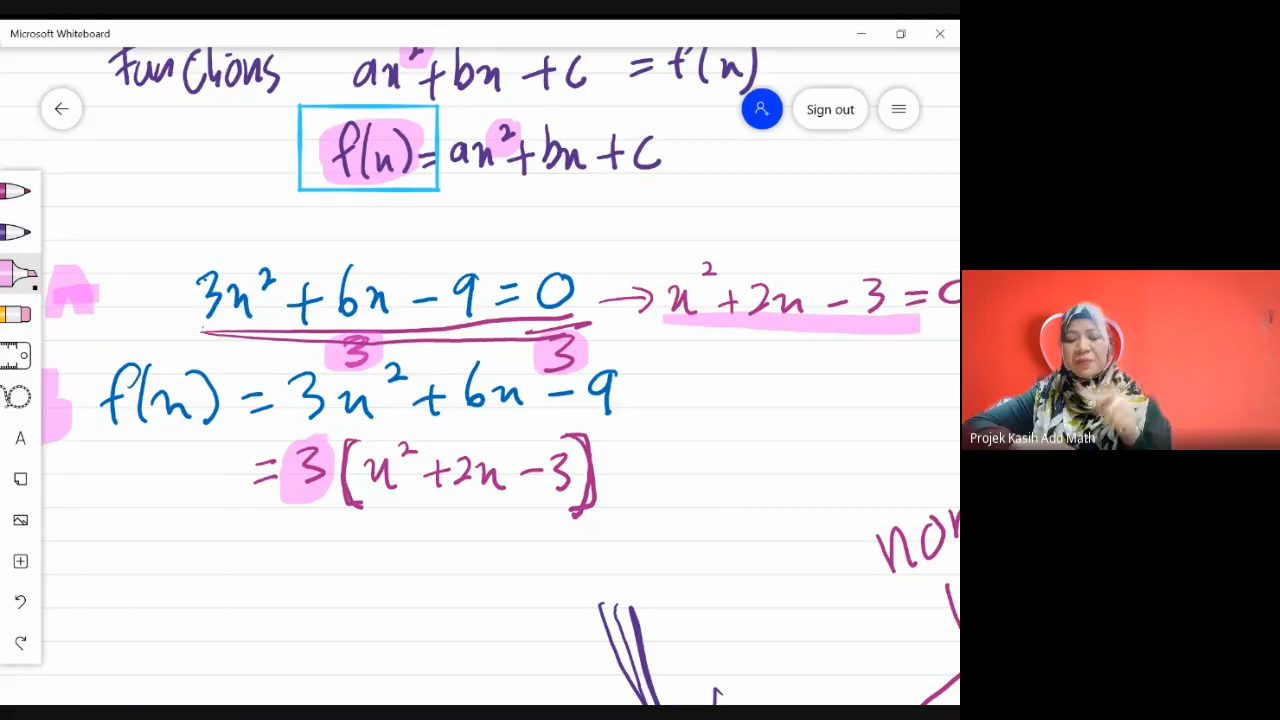 Microsoft Whiteboard
Functions ax²+bx+c = f(x)
Sign out
f(x)=ax²+bx+c
A 3x²+6x-9=0 → x²+2x-3=0
3 3
f(x)=3x²+6x-9
=3[x²+2x-3]
Projek Kasih Add Math
A